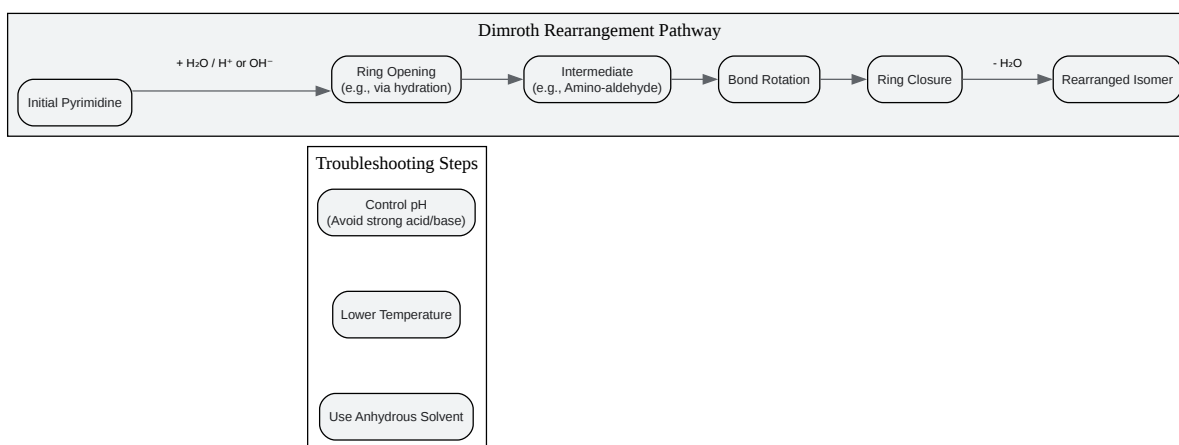 Dimroth Rearrangement Pathway
Initial Pyrimidine
+ H₂O / H⁺ or OH⁻
Ring Opening
(e.g., via hydration)
Intermediate
(e.g., Amino-aldehyde)
Bond Rotation
Ring Closure
- H₂O
Rearranged Isomer
Troubleshooting Steps
Control pH
(Avoid strong acid/base)
Lower Temperature
Use Anhydrous Solvent